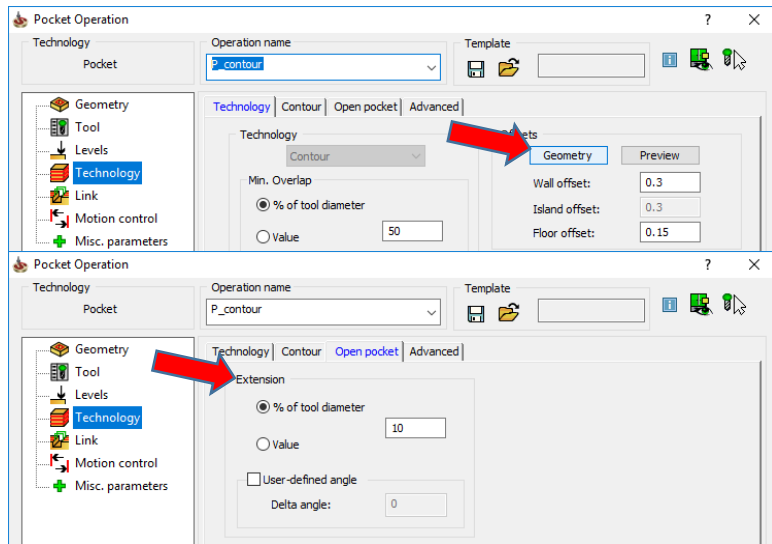 Pocket Operation
?
Technology
Operation name
Template
Pocket
P_contour
Geometry
Tool
Levels
Technology
Link
Motion control
Misc. parameters
Technology
Contour
Open pocket
Advanced
Technology
Contour
Min. Overlap
% of tool diameter
Value
50
Geometry
Preview
Wall offset:
0.3
Island offset:
0.3
Floor offset:
0.15
Pocket Operation
?
Technology
Operation name
Template
Pocket
P_contour
Geometry
Tool
Levels
Technology
Link
Motion control
Misc. parameters
Technology
Contour
Open pocket
Advanced
Extension
% of tool diameter
Value
10
User-defined angle
Delta angle:
0